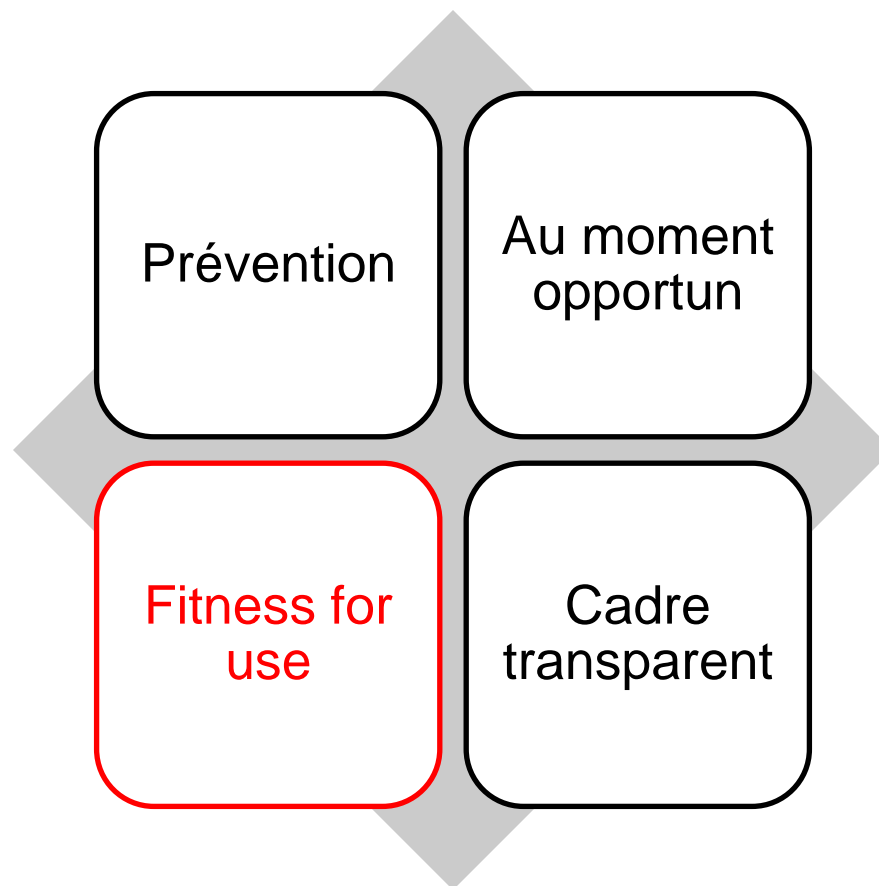 Prévention
Au moment
opportun
Fitness for
use
Cadre
transparent